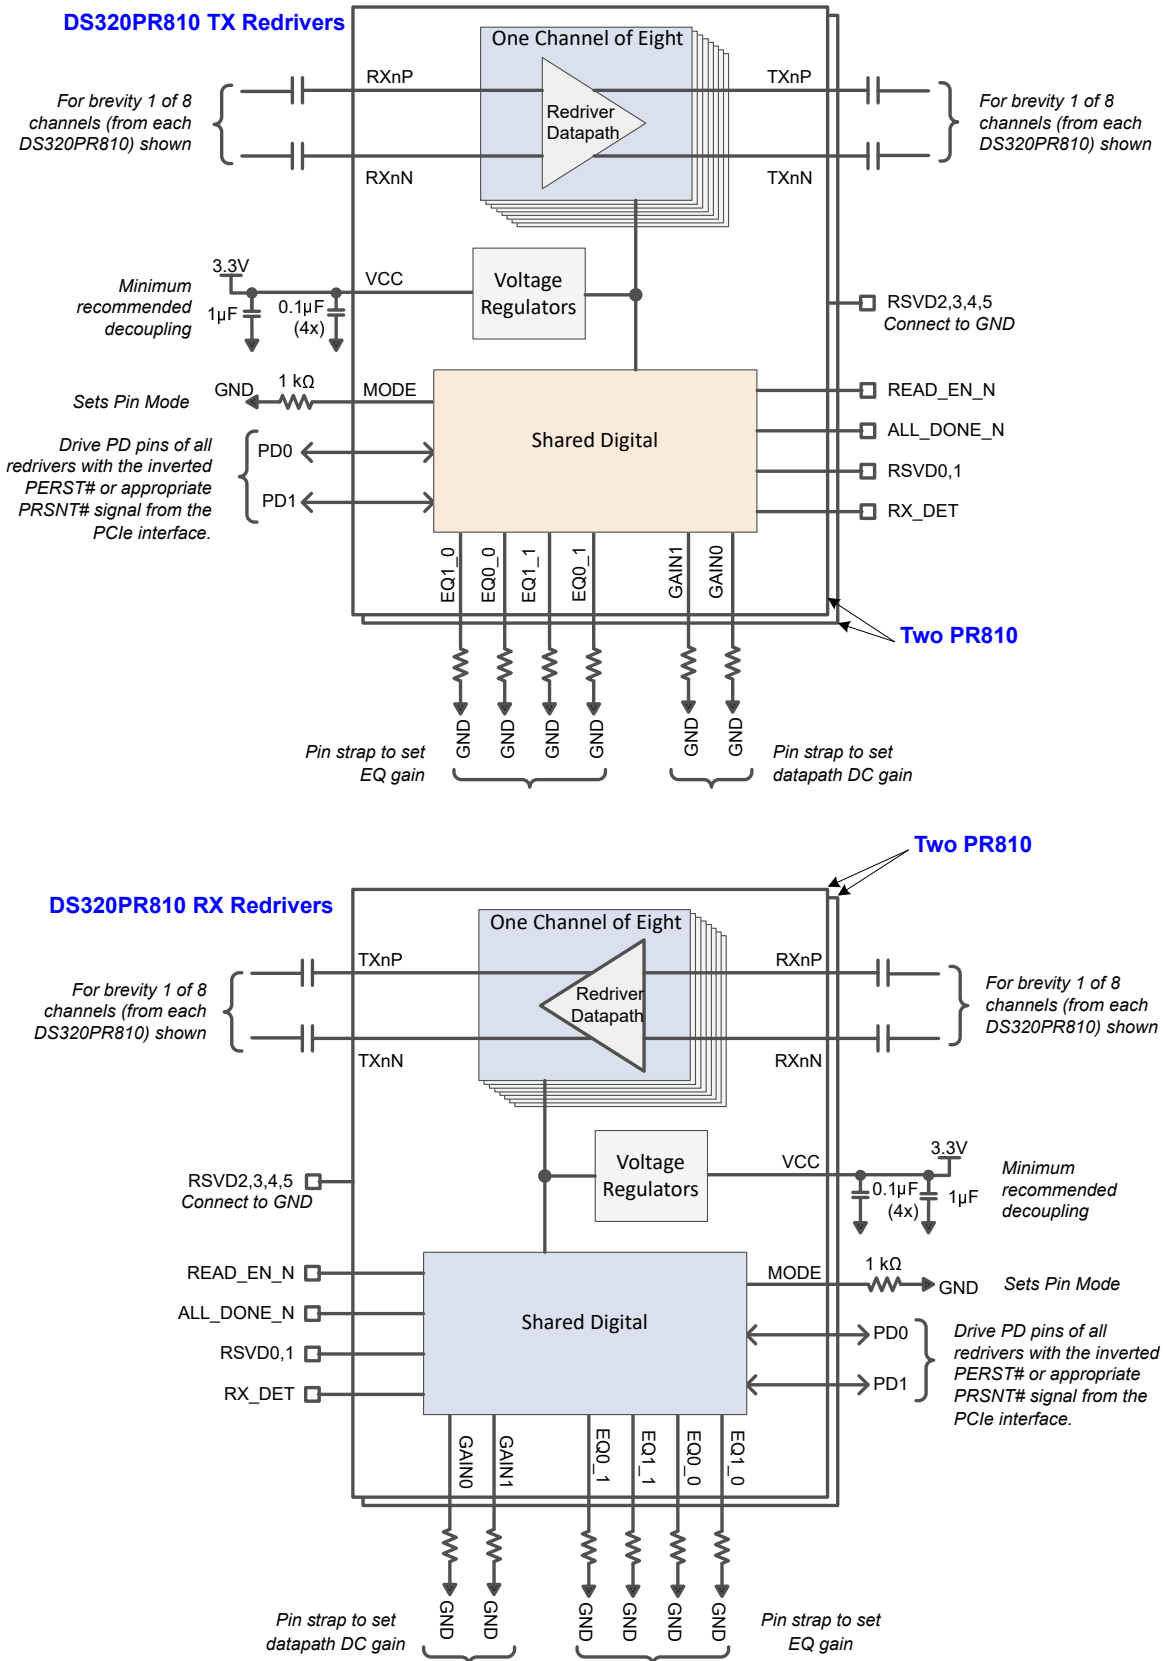 DS320PR810 TX Redrivers
One Channel of Eight
RXnP
TXnP
For brevity 1 of 8
channels (from each
DS320PR810) shown
Redriver
Datapath
For brevity 1 of 8
channels (from each
DS320PR810) shown
RXnN
TXnN
Minimum
recommended
decoupling
3.3V
1µF
0.1µF
(4x)
VCC
Voltage
Regulators
RSVD2,3,4,5
Connect to GND
Sets Pin Mode
GND
1 kΩ
MODE
READ_EN_N
Shared Digital
ALL_DONE_N
RSVD0,1
RX_DET
Drive PD pins of all
redrivers with the inverted
PERST# or appropriate
PRSNT# signal from the
PCIe interface.
PD0
PD1
EQ1_0
EQ0_0
EQ1_1
EQ0_1
GAIN1
GAIN0
Two PR810
GND
GND
GND
GND
GND
GND
Pin strap to set
EQ gain
Pin strap to set
datapath DC gain
Two PR810
DS320PR810 RX Redrivers
One Channel of Eight
TXnP
RXnP
For brevity 1 of 8
channels (from each
DS320PR810) shown
Redriver
Datapath
For brevity 1 of 8
channels (from each
DS320PR810) shown
TXnN
RXnN
RSVD2,3,4,5
Connect to GND
Voltage
Regulators
VCC
3.3V
0.1µF
(4x)
1µF
Minimum
recommended
decoupling
READ_EN_N
ALL_DONE_N
RSVD0,1
RX_DET
Shared Digital
MODE
1 kΩ
GND
Sets Pin Mode
PD0
PD1
Drive PD pins of all
redrivers with the inverted
PERST# or appropriate
PRSNT# signal from the
PCIe interface.
GAIN0
GAIN1
EQ0_1
EQ1_1
EQ0_0
EQ1_0
GND
GND
GND
GND
GND
GND
Pin strap to set
datapath DC gain
Pin strap to set
EQ gain